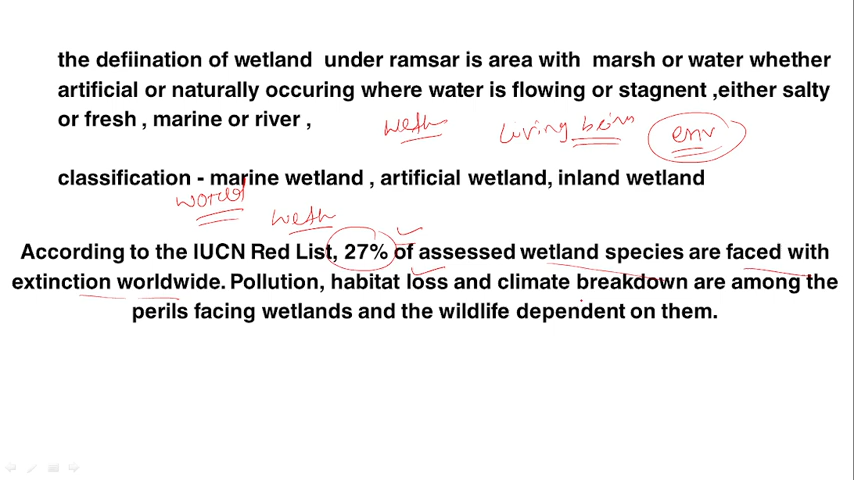 the defiination of wetland under ramsar is area with marsh or water whether
artificial or naturally occuring where water is flowing or stagnent ,either salty
or fresh , marine or river ,
living being env
classification - marine wetland , artificial wetland, inland wetland
According to the IUCN Red List, 27% of assessed wetland species are faced with
extinction worldwide. Pollution, habitat loss and climate breakdown are among the
perils facing wetlands and the wildlife dependent on them.